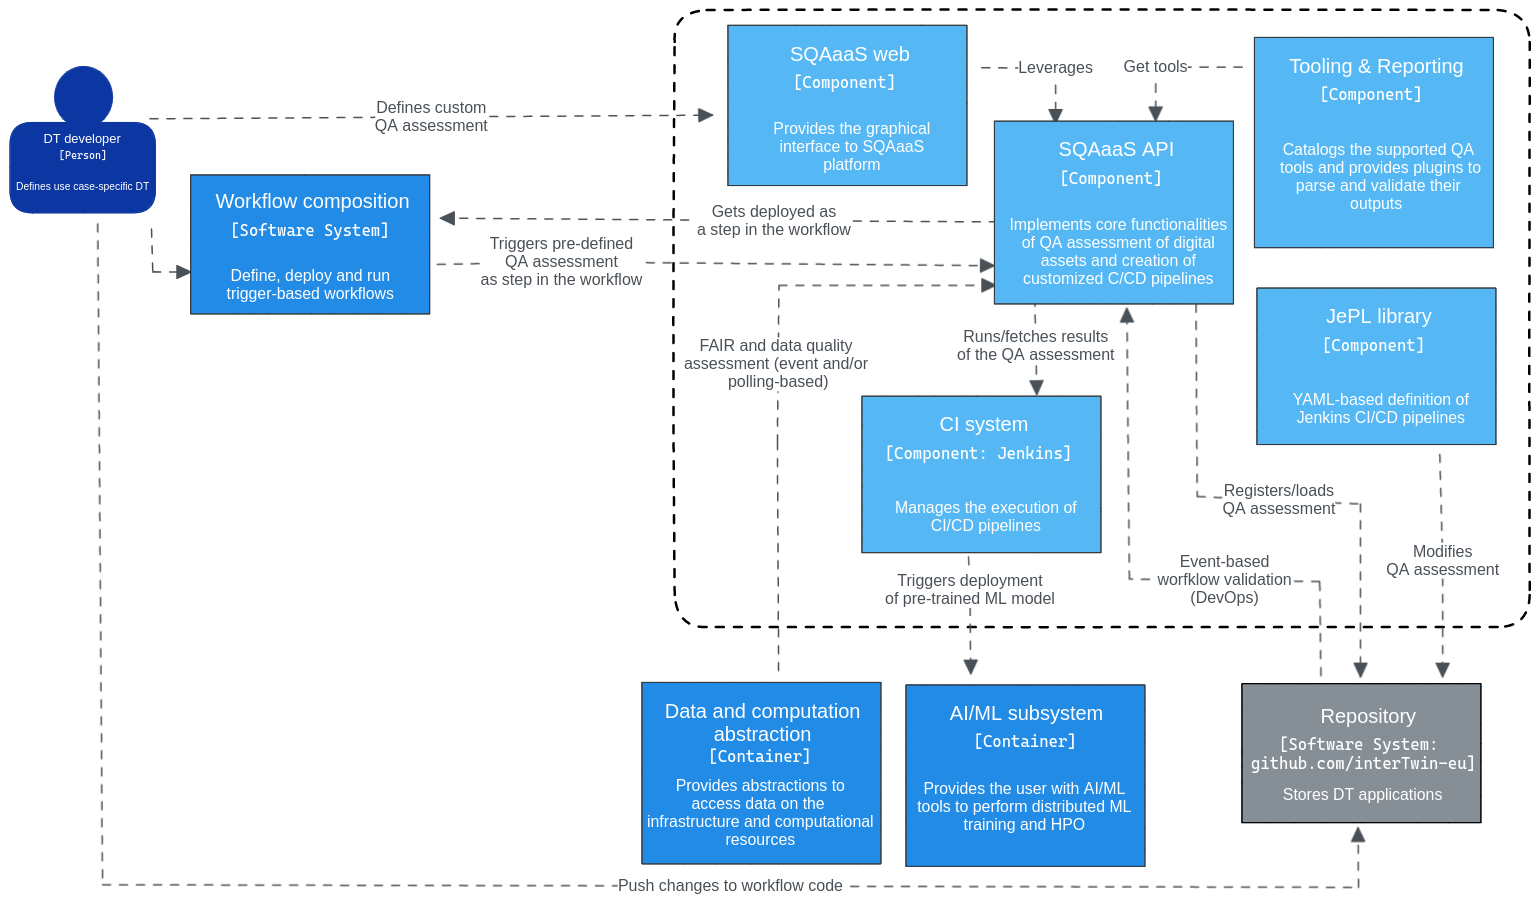 DT developer
[Person]
Defines use case-specific DT
Defines custom
QA assessment
Workflow composition
[Software System]
Define, deploy and run
trigger-based workflows
SQAaaS web
[Component]
Provides the graphical
interface to SQAaaS
platform
Leverages
Get tools
Tooling & Reporting
[Component]
Catalogs the supported QA
tools and provides plugins to
parse and validate their
outputs
SQAaaS API
[Component]
Implements core functionalities
of QA assessment of digital
assets and creation of
customized C/CD pipelines
Gets deployed as
a step in the workflow
Triggers pre-defined
QA assessment
as step in the workflow
FAIR and data quality
assessment (event and/or
polling-based)
Runs/fetches results
of the QA assessment
JePL library
[Component]
YAML-based definition of
Jenkins CI/CD pipelines
CI system
[Component: Jenkins]
Manages the execution of
CI/CD pipelines
Registers/loads
QA assessment
Modifies
QA assessment
Event-based
worfklow validation
(DevOps)
Triggers deployment
of pre-trained ML model
Data and computation
abstraction
[Container]
Provides abstractions to
access data on the
infrastructure and computational
resources
AI/ML subsystem
[Container]
Provides the user with AI/ML
tools to perform distributed ML
training and HPO
Repository
[Software System:
github.com/interTwin-eu]
Stores DT applications
Push changes to workflow code